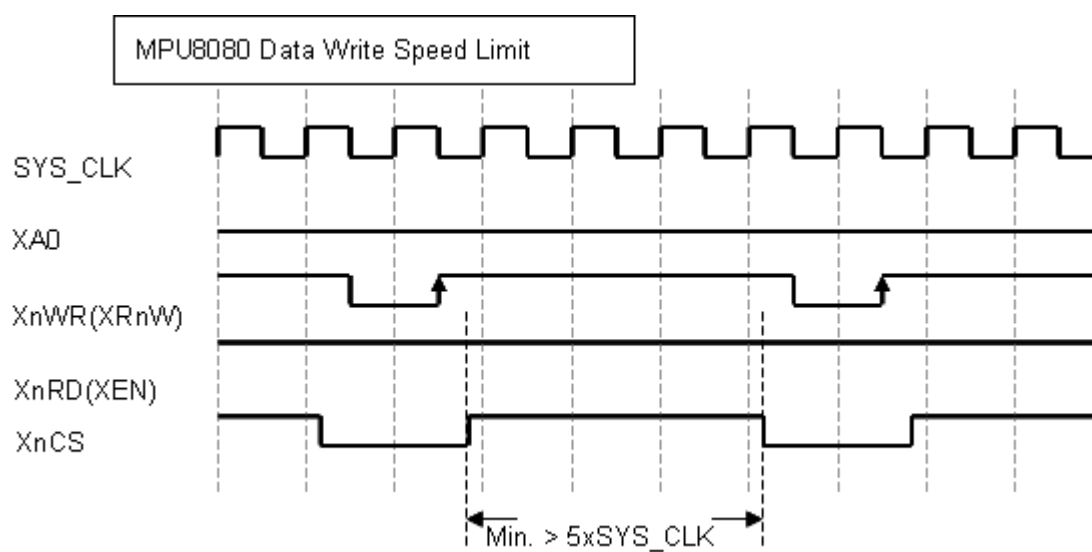 MPU8080 Data Write Speed Limit
SYS_CLK
XA0
XnWR(XRnW)
XnRD(XEN)
XnCS
Min. > 5xSYS_CLK